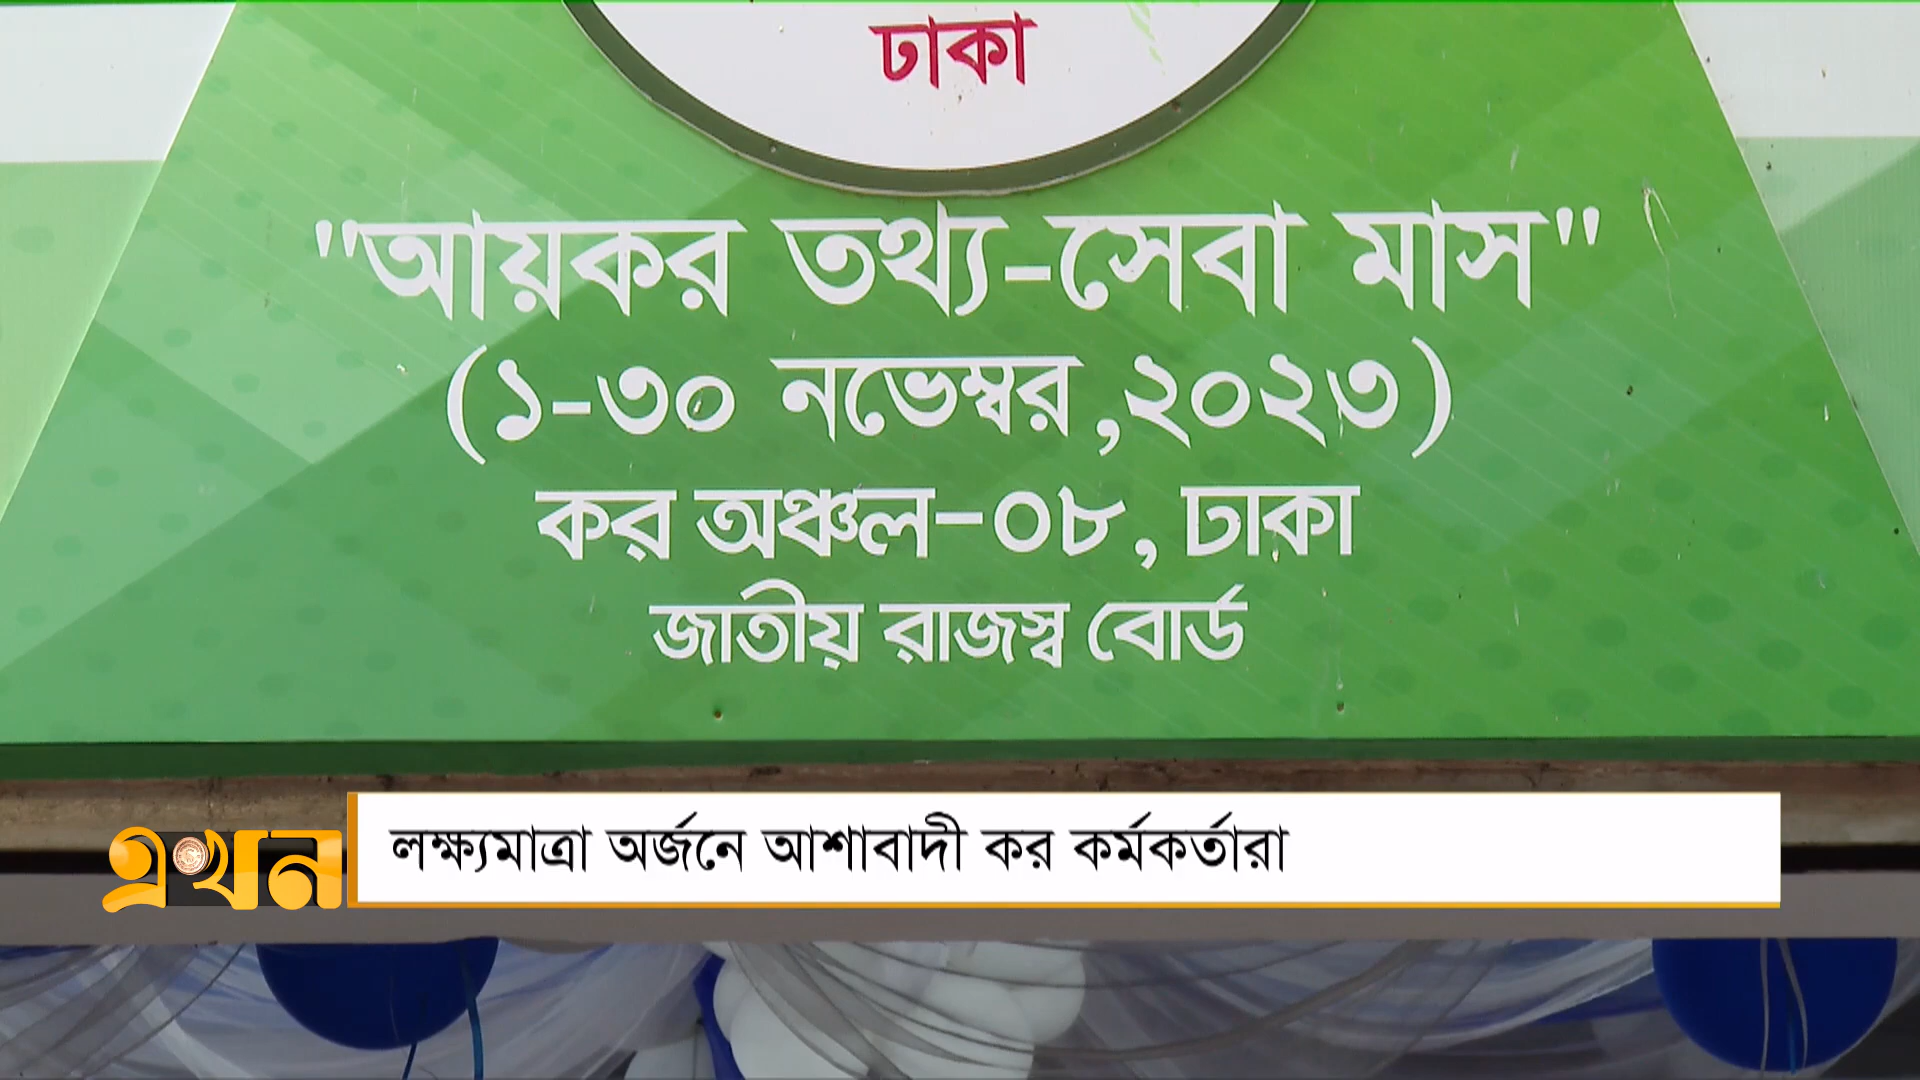 ঢাকা
"আয়কর তথ্য-সেবা মাস"
(১-৩০ নভেম্বর,২০২৩)
কর অঞ্চল-০৮, ঢাকা
জাতীয় রাজস্ব বোর্ড
এখন
লক্ষ্যমাত্রা অর্জনে আশাবাদী কর কর্মকর্তারা